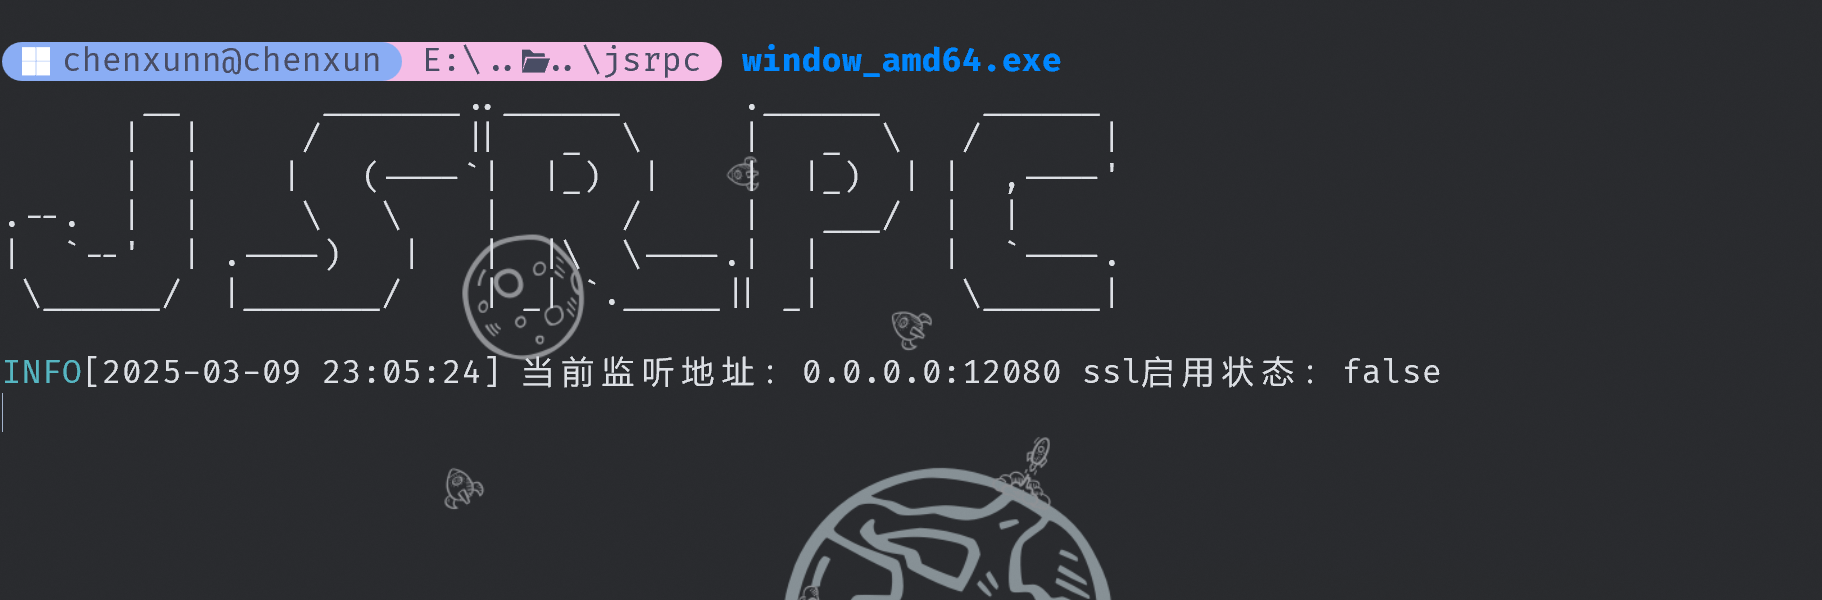 chenxunn@chenxun E:\..\..\jsrpc window_amd64.exe
JSRPC
INFO[2025-03-09 23:05:24] 当前监听地址：0.0.0.0:12080 ssl启用状态：false